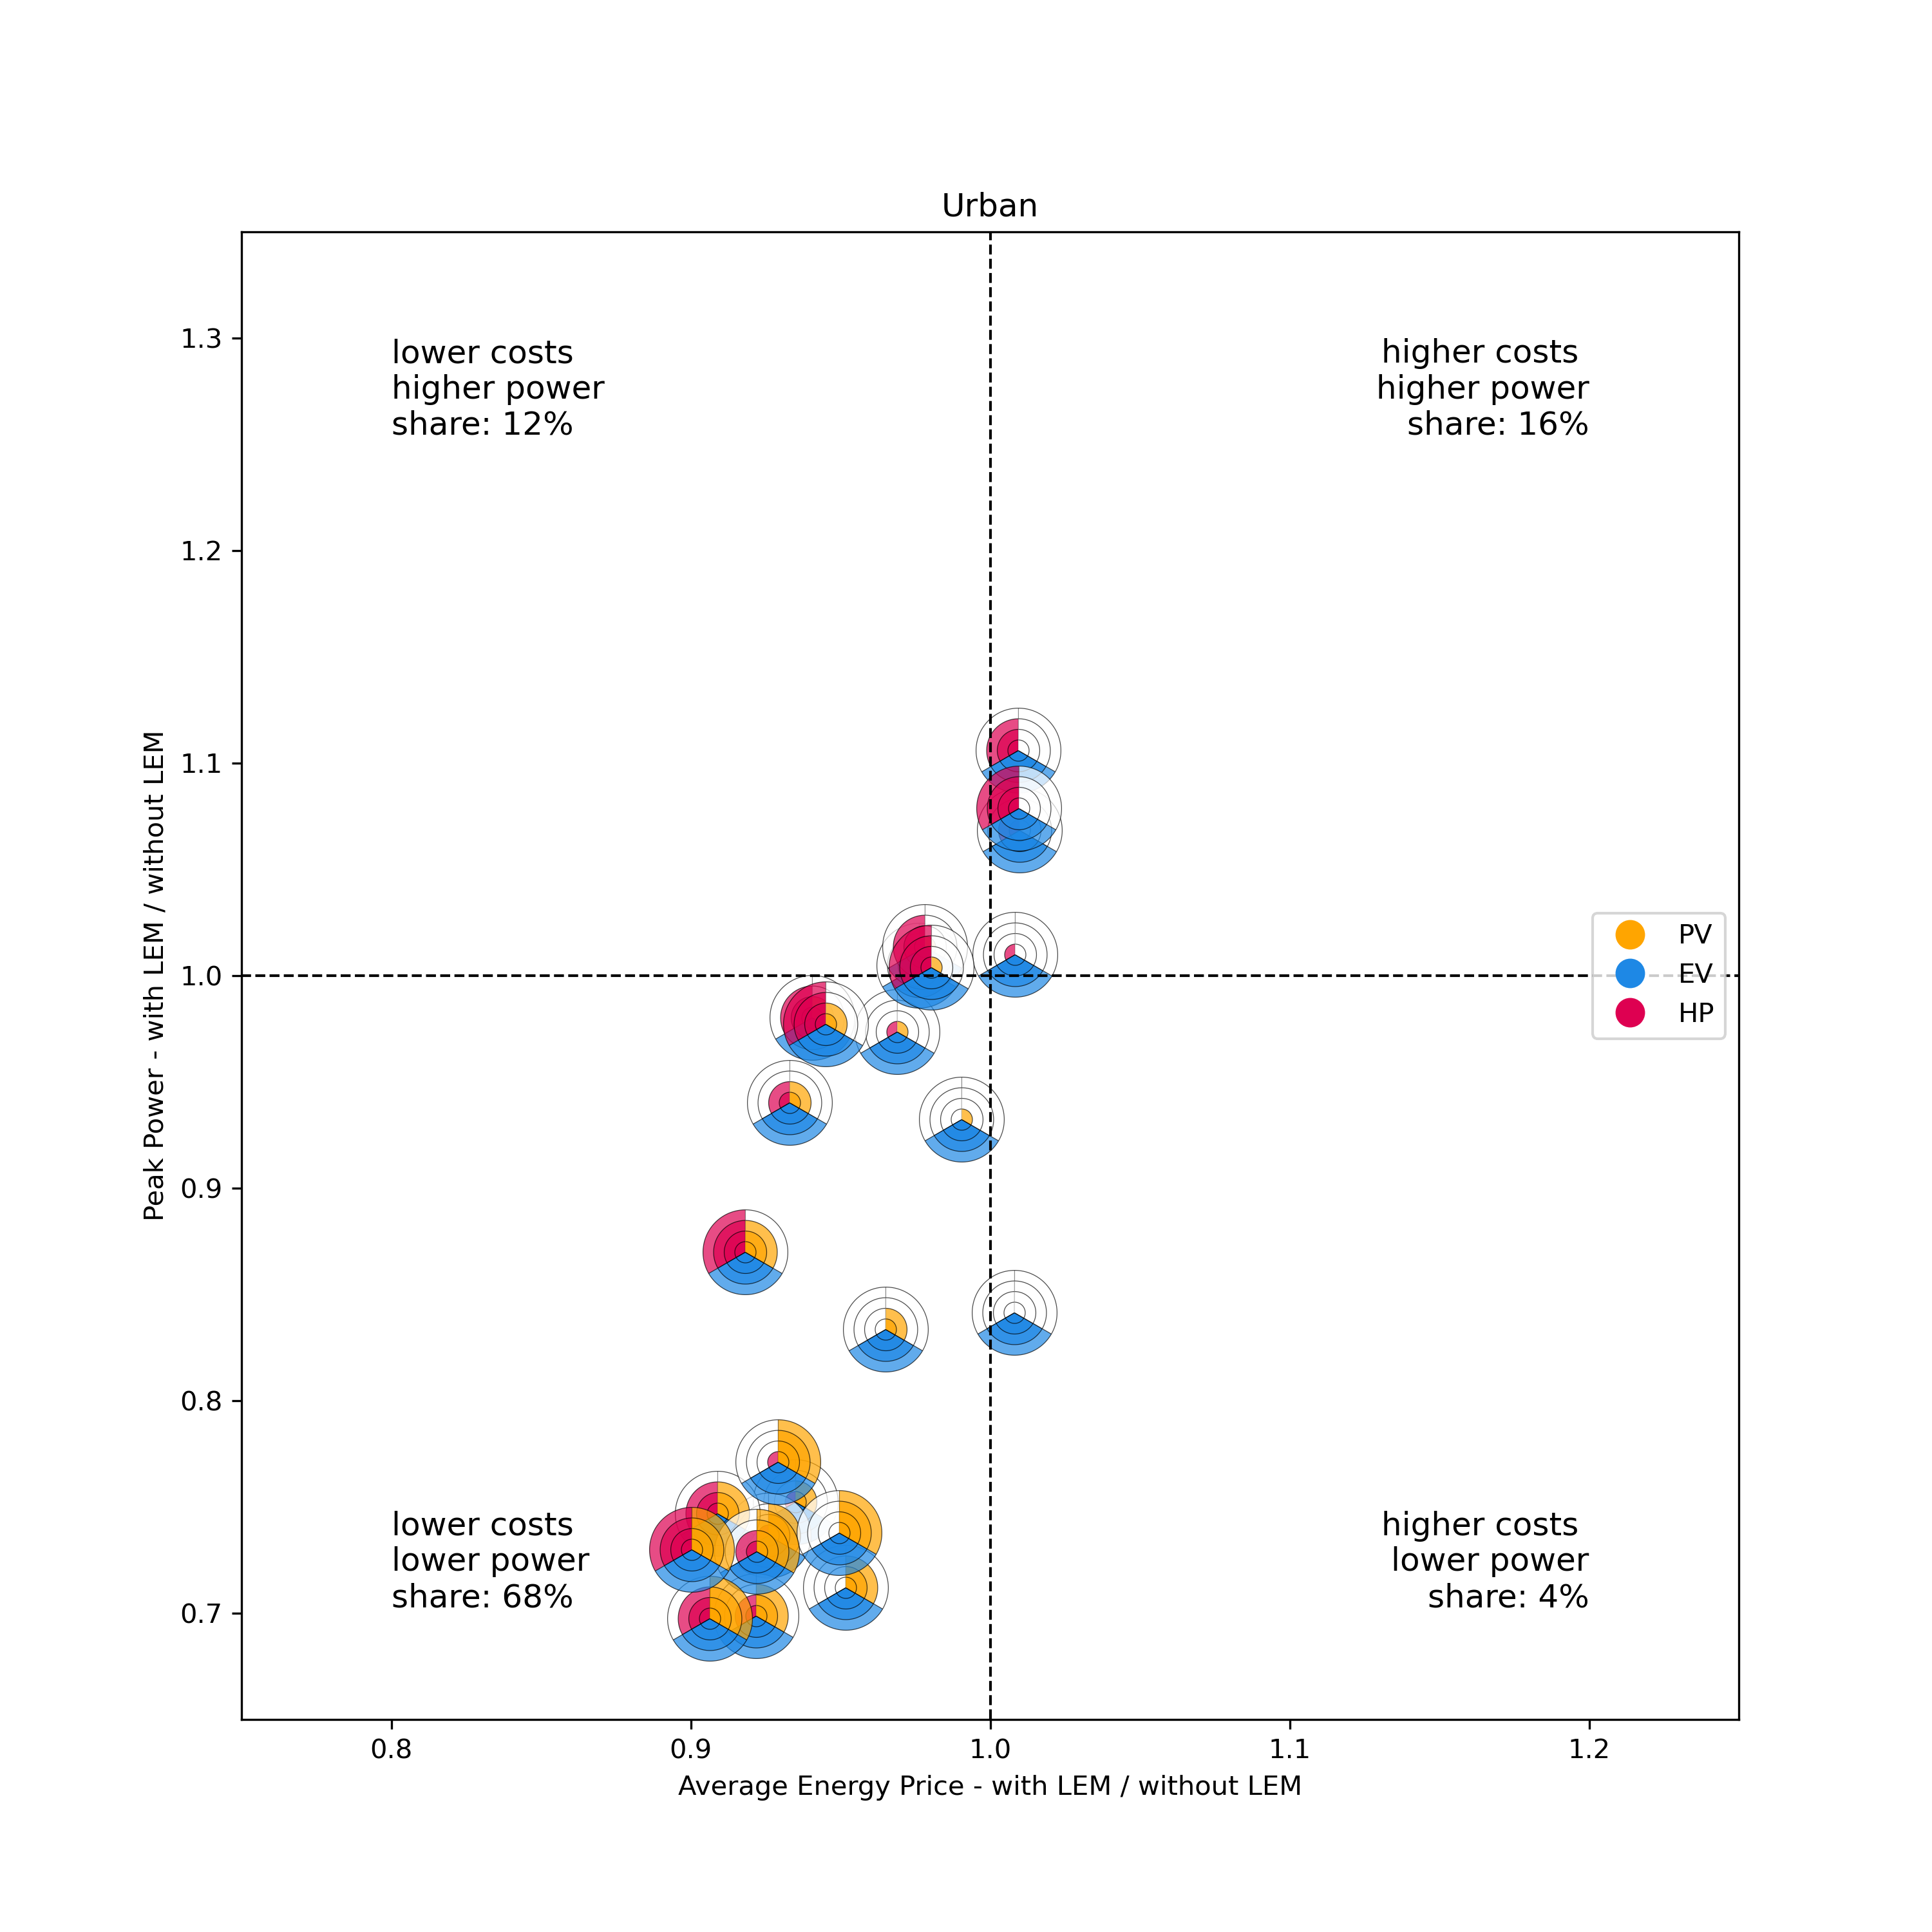 Urban
lower costs
higher power
share: 12%
higher costs
higher power
share: 16%
lower costs
lower power
share: 68%
higher costs
lower power
share: 4%
PV
EV
HP
Peak Power - with LEM / without LEM
1.3
1.2
1.1
1.0
0.9
0.8
0.7
0.8
0.9
1.0
1.1
1.2
Average Energy Price - with LEM / without LEM